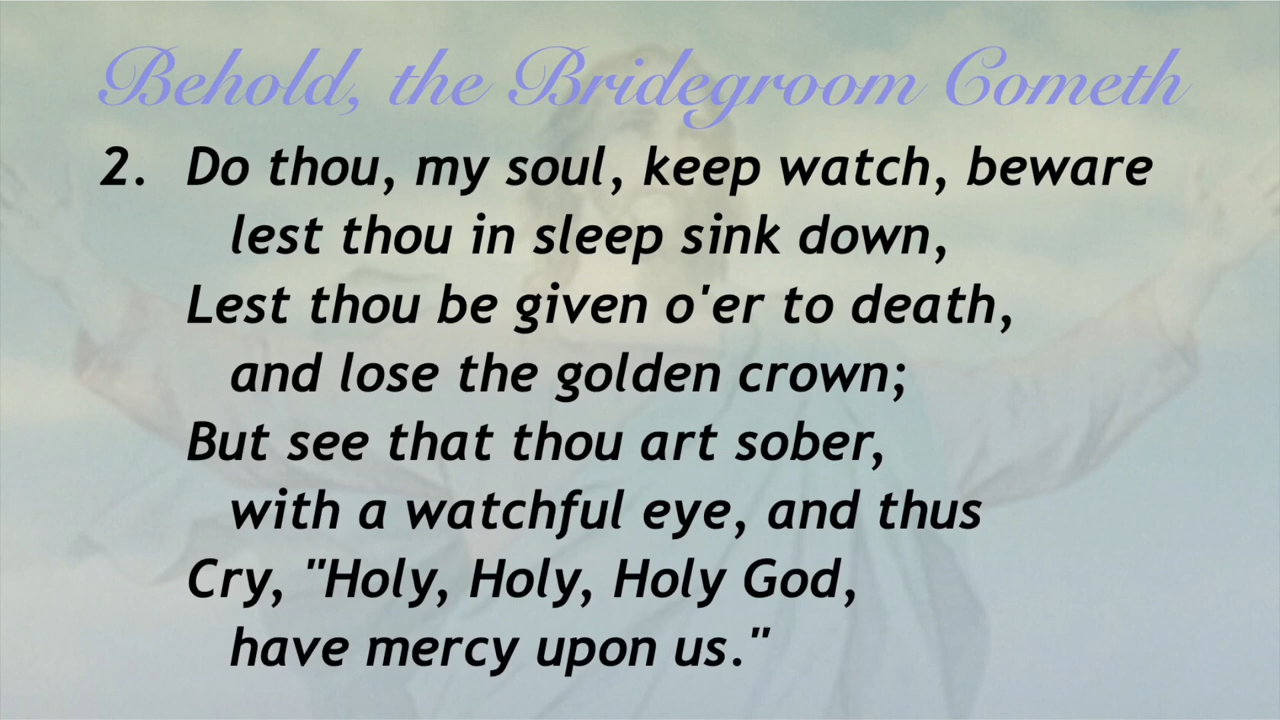 Behold, the Bridegroom Cometh
2. Do thou, my soul, keep watch, beware
lest thou in sleep sink down,
Lest thou be given o'er to death,
and lose the golden crown;
But see that thou art sober,
with a watchful eye, and thus
Cry, "Holy, Holy, Holy God,
have mercy upon us."